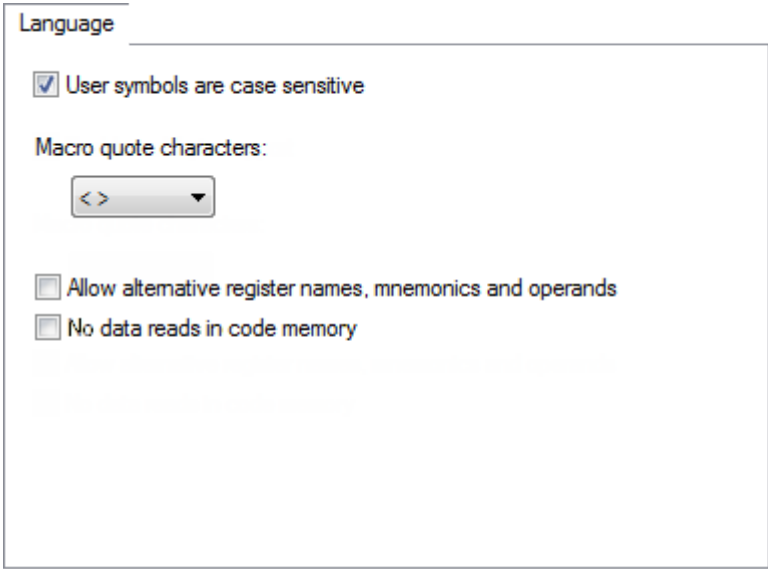 Language
User symbols are case sensitive
Macro quote characters:
< >
Allow alternative register names, mnemonics and operands
No data reads in code memory